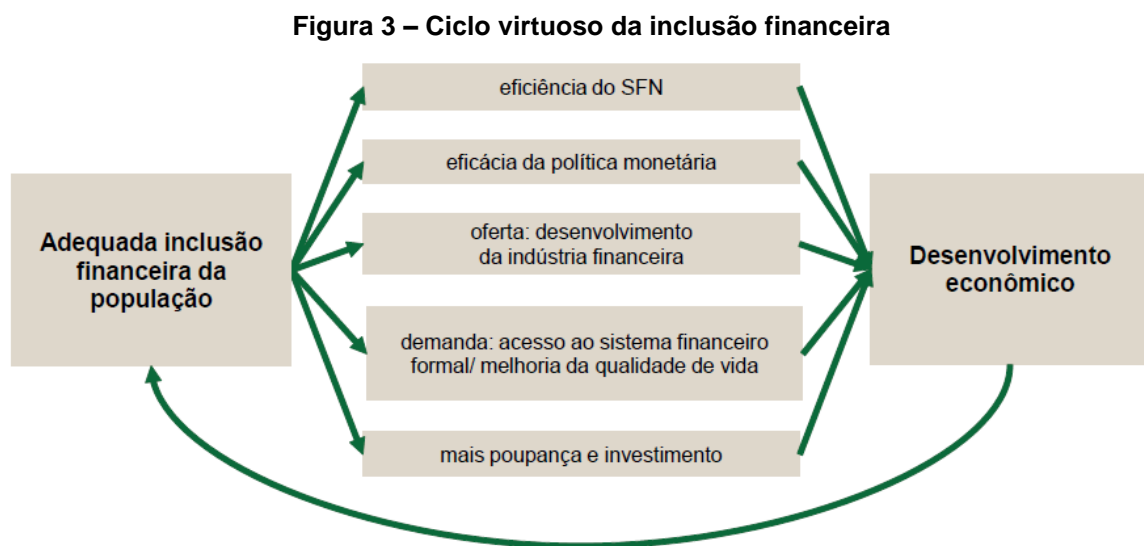 Figura 3 – Ciclo virtuoso da inclusão financeira
eficiência do SFN
eficácia da política monetária
Adequada inclusão
financeira da
população
oferta: desenvolvimento
da indústria financeira
Desenvolvimento
econômico
demanda: acesso ao sistema financeiro
formal/ melhoria da qualidade de vida
mais poupança e investimento